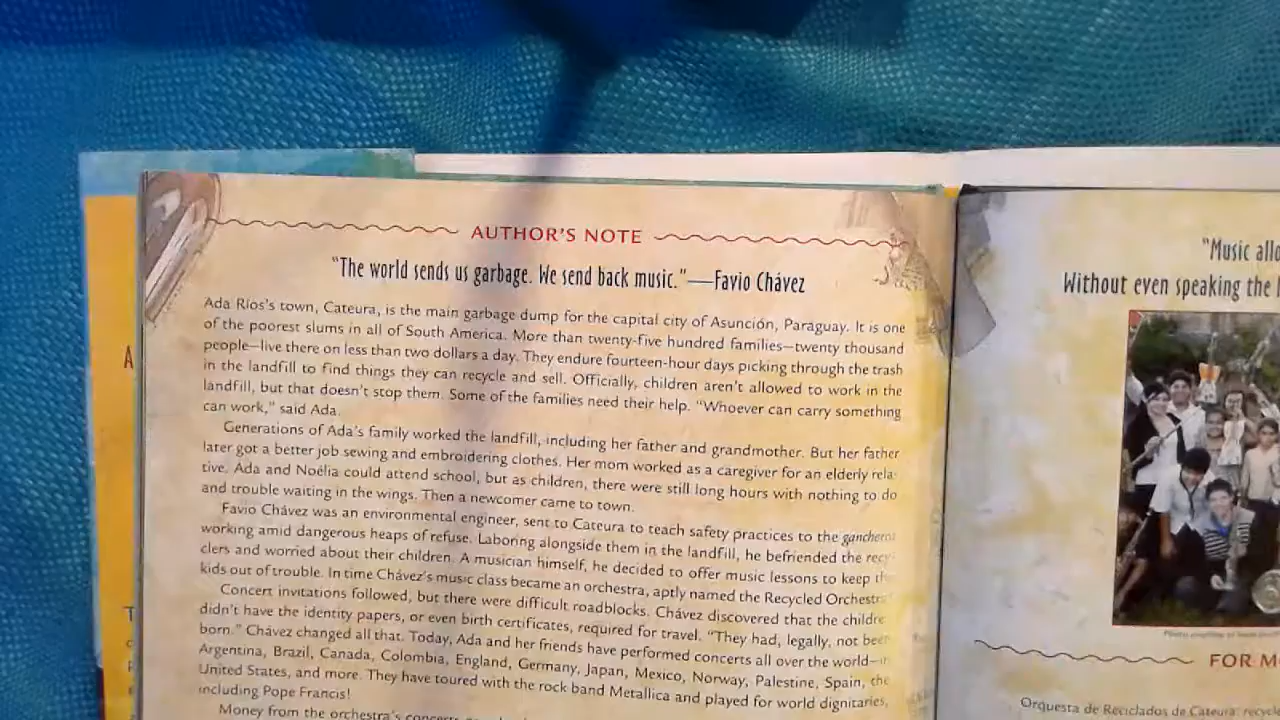 AUTHOR'S NOTE
"The world sends us garbage. We send back music."—Favio Chávez
Ada Ríos's town, Cateura, is the main garbage dump for the capital city of Asunción, Paraguay. It is one
of the poorest slums in all of South America. More than twenty-five hundred families—twenty thousand
people—live there on less than two dollars a day. They endure fourteen-hour days picking through the trash
in the landfill to find things they can recycle and sell. Officially, children aren't allowed to work in the
landfill, but that doesn't stop them. Some of the families need their help. "Whoever can carry something
can work," said Ada.
Generations of Ada's family worked the landfill, including her father and grandmother. But her father
later got a better job sewing and embroidering clothes. Her mom worked as a caregiver for an elderly rela-
tive. Ada and Noélia could attend school, but as children, there were still long hours with nothing to do
and trouble waiting in the wings. Then a newcomer came to town.
Favio Chávez was an environmental engineer, sent to Cateura to teach safety practices to the
working amid dangerous heaps of refuse. Laboring alongside them in the landfill, he befriended the recy-
clers and worried about their children. A musician himself, he decided to offer music lessons to keep
kids out of trouble. In time Chávez's music class became an orchestra, aptly named the Recycled
Concert invitations followed, but there were difficult roadblocks. Chávez discovered that the
didn't have the identity papers, or even birth certificates, required for travel. "They had, legally, not been
born." Chávez changed all that. Today, Ada and her friends have performed concerts all over the world—in
Argentina, Brazil, Canada, Colombia, England, Germany, Japan, Mexico, Norway, Palestine, Spain, the
United States, and more. They have toured with the rock band Metallica and played for world dignitaries,
including Pope Francis!
Money from the orchestra's
"Music
Without even speaking the
FOR
Orquesta de Reciclados de Cateura: